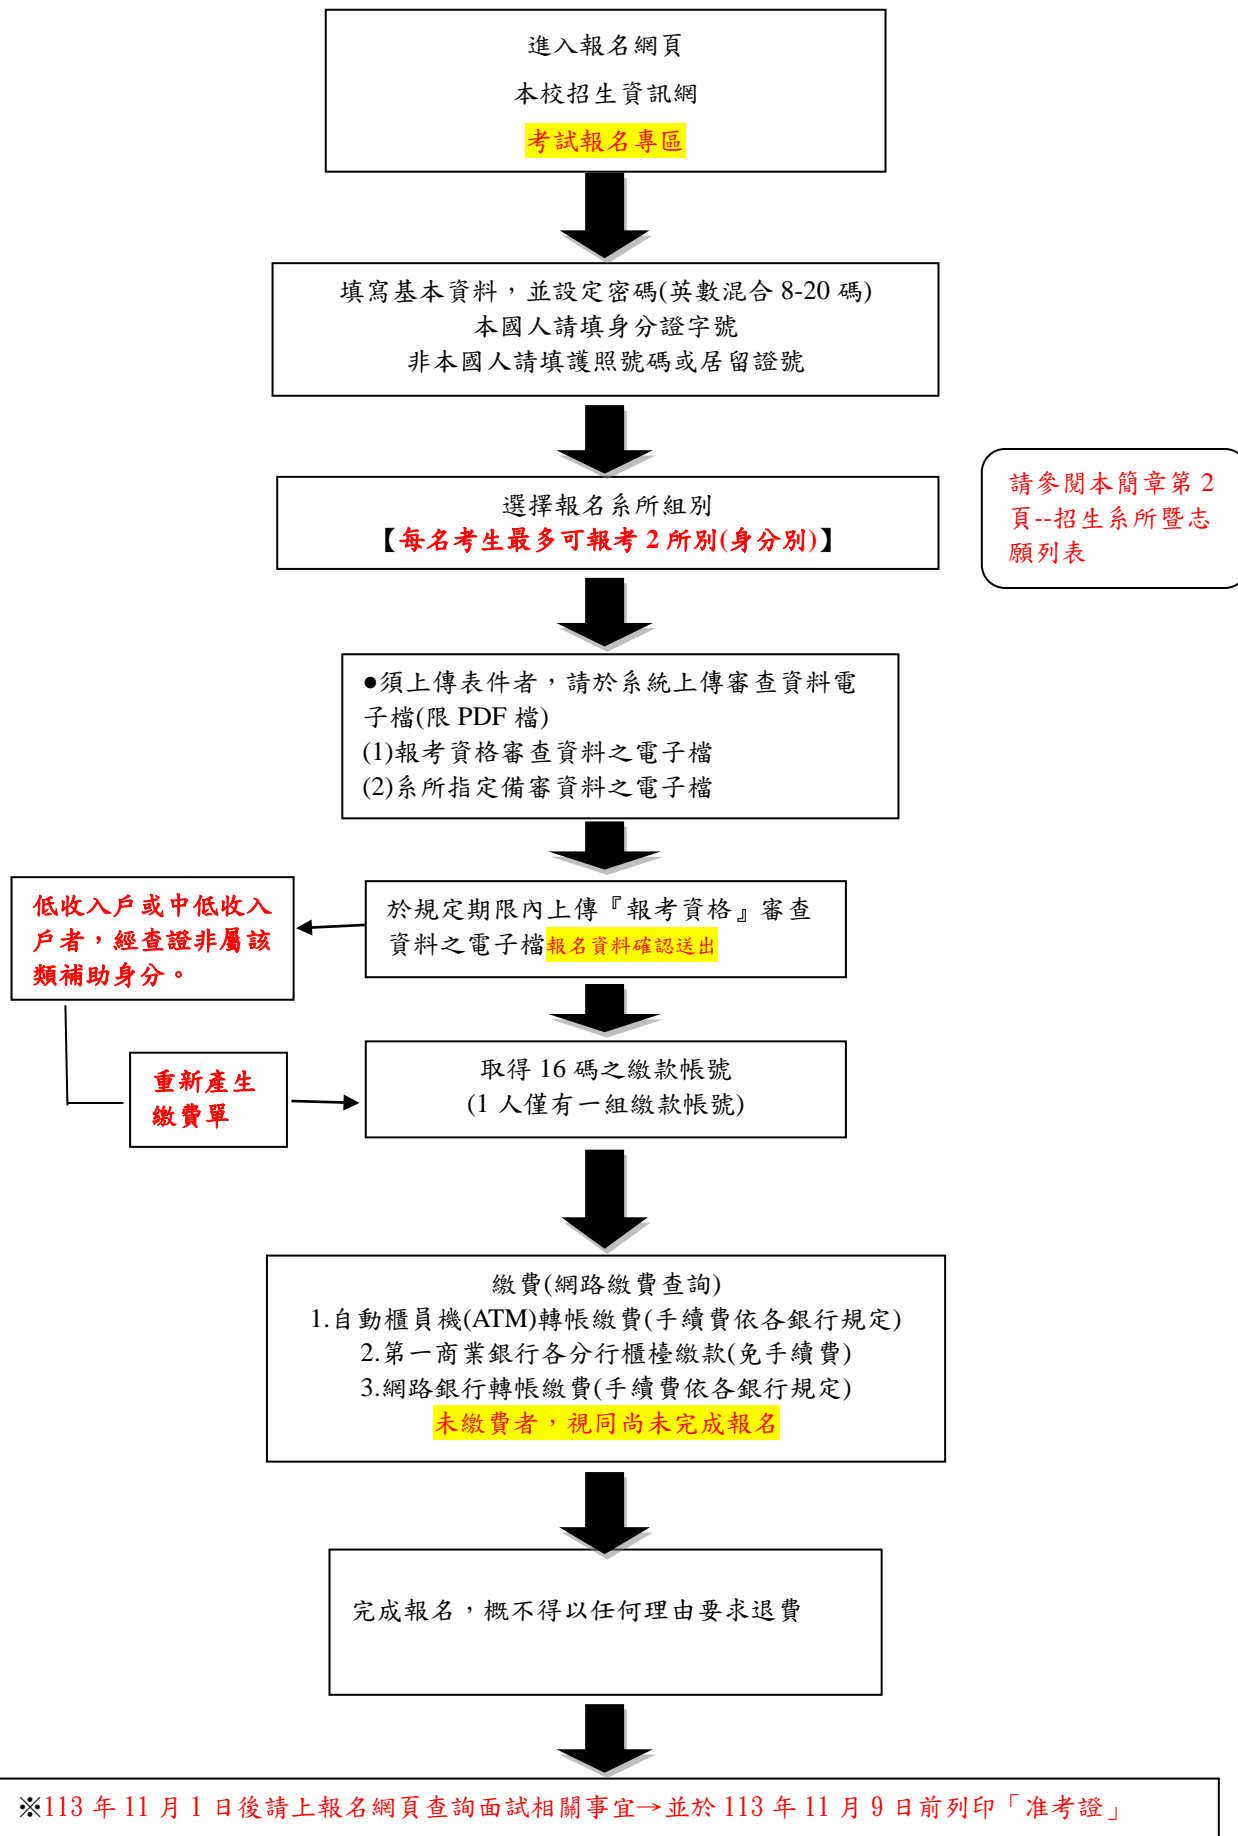 進入報名網頁
本校招生資訊網
考試報名專區
填寫基本資料，並設定密碼(英數混合 8-20 碼)
本國人請填身分證字號
非本國人請填護照號碼或居留證號
選擇報名系所組別
【每名考生最多可報考 2 所別(身分別)】
請參閱本簡章第 2
頁--招生系所暨志
願列表
●須上傳表件者，請於系統上傳審查資料電
子檔(限 PDF 檔)
(1)報考資格審查資料之電子檔
(2)系所指定備審資料之電子檔
低收入戶或中低收入
戶者，經查證非屬該
類補助身分。
於規定期限內上傳『報考資格』審查
資料之電子檔報名資料確認送出
重新產生
繳費單
取得 16 碼之繳款帳號
(1 人僅有一組繳款帳號)
繳費(網路繳費查詢)
1.自動櫃員機(ATM)轉帳繳費(手續費依各銀行規定)
2.第一商業銀行各分行櫃檯繳款(免手續費)
3.網路銀行轉帳繳費(手續費依各銀行規定)
未繳費者，視同尚未完成報名
完成報名，概不得以任何理由要求退費
※113 年 11 月 1 日後請上報名網頁查詢面試相關事宜→並於 113 年 11 月 9 日前列印「准考證」